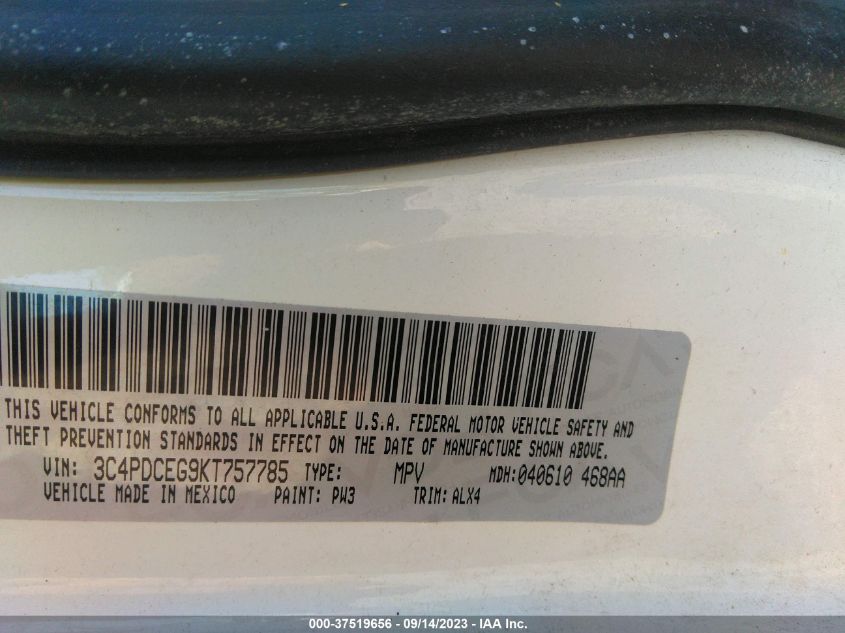 THIS VEHICLE CONFORMS TO ALL APPLICABLE U.S.A. FEDERAL MOTOR VEHICLE SAFETY AND
THEFT PREVENTION STANDARDS IN EFFECT ON THE DATE OF MANUFACTURE SHOWN ABOVE.
VIN: 3C4PDCEG9KT757785 TYPE: MPV MDH:040610 468AA
VEHICLE MADE IN MEXICO PAINT: PW3 TRIM: ALX4
000-37519656 - 09/14/2023 - IAA Inc.